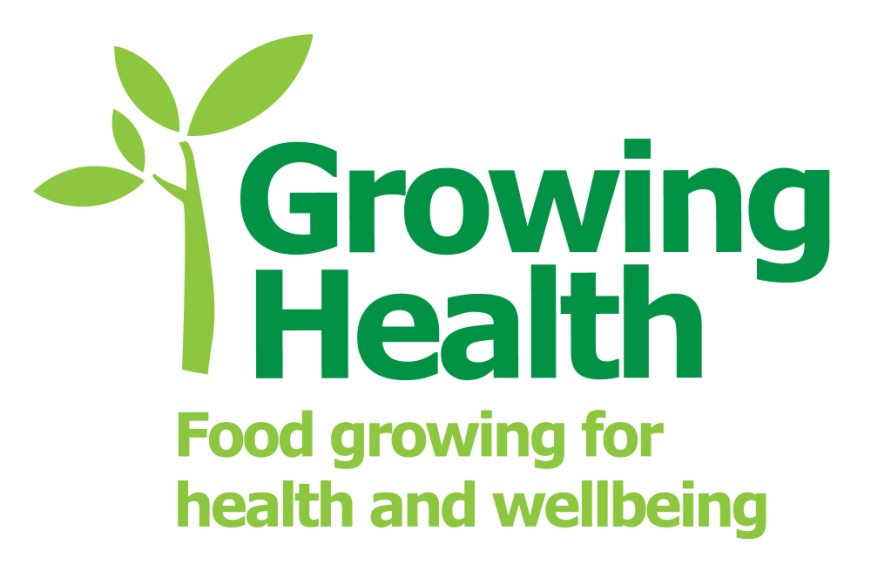 Growing
Health
Food growing for
health and wellbeing